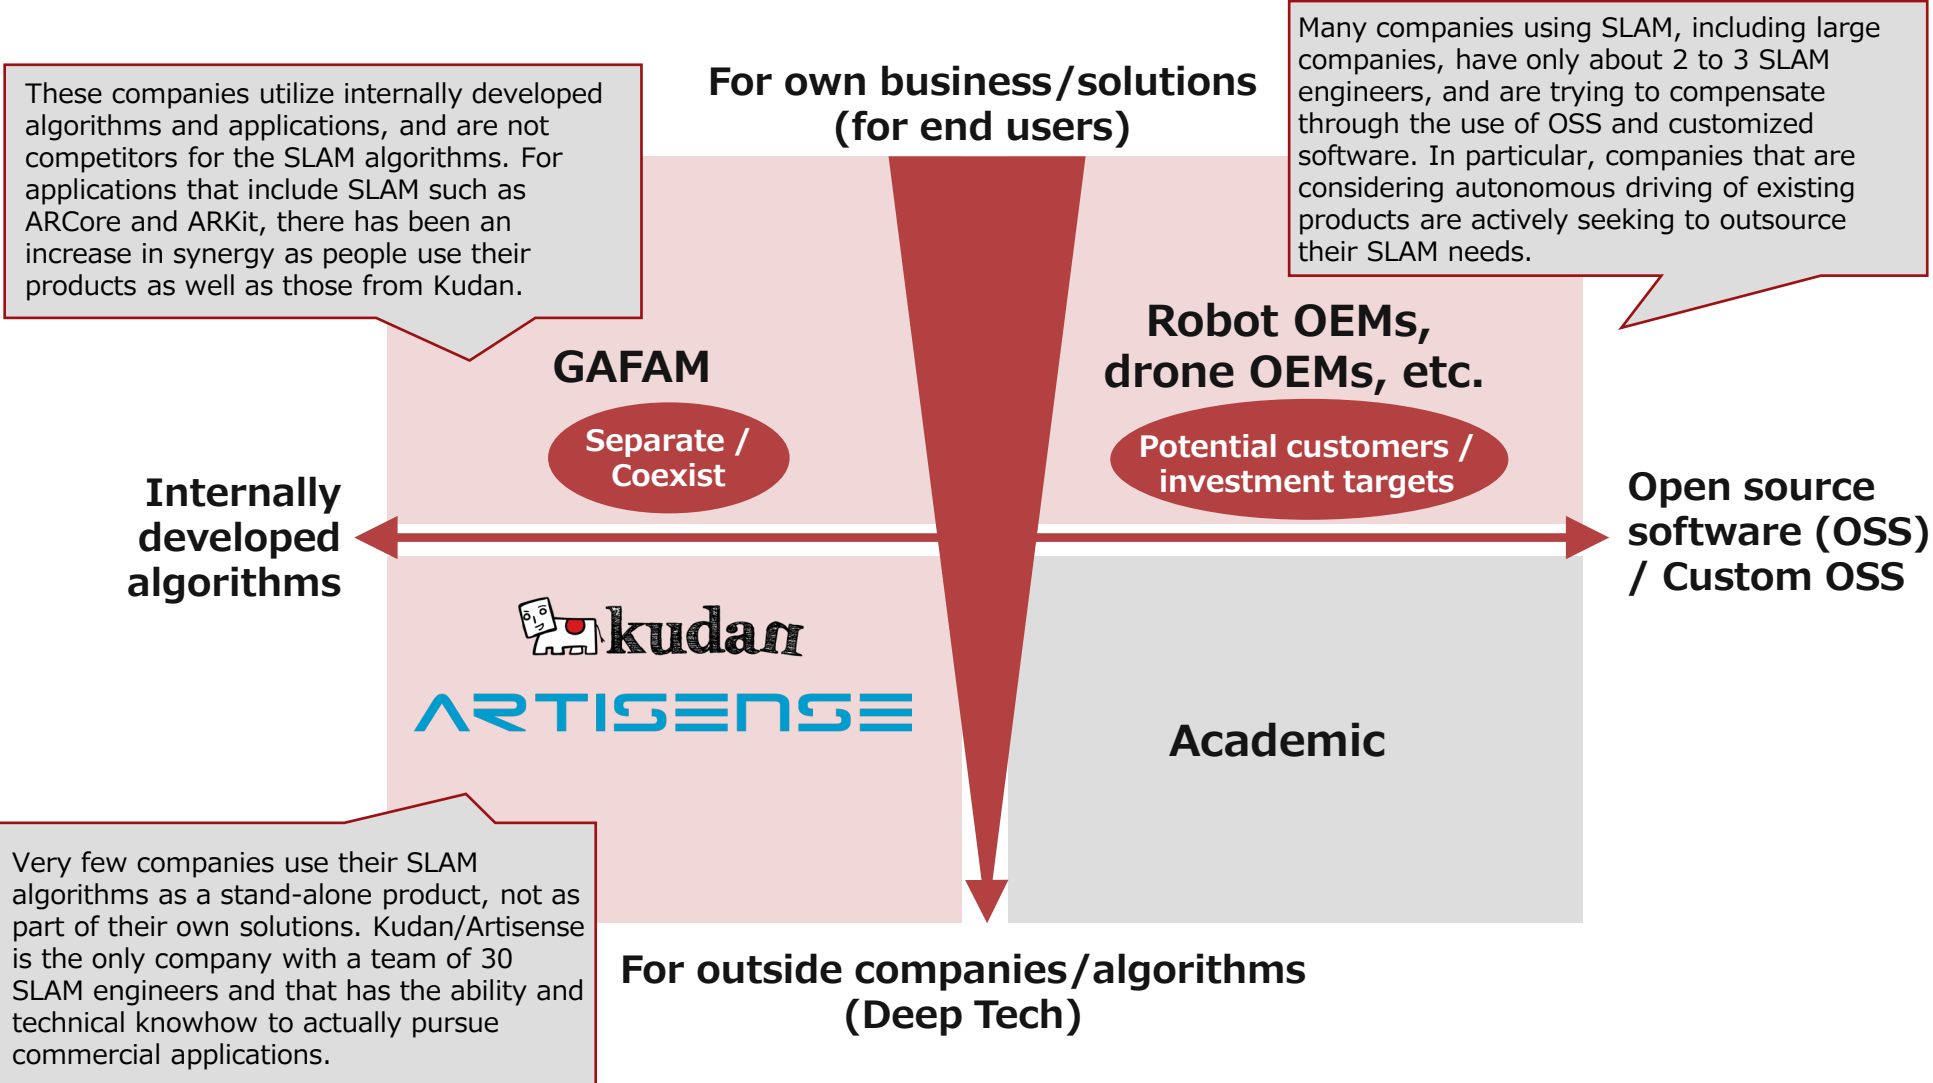 These companies utilize internally developed
algorithms and applications, and are not
competitors for the SLAM algorithms. For
applications that include SLAM such as
ARCore and ARKit, there has been an
increase in synergy as people use their
products as well as those from Kudan.
For own business/solutions
(for end users)
Many companies using SLAM, including large
companies, have only about 2 to 3 SLAM
engineers, and are trying to compensate
through the use of OSS and customized
software. In particular, companies that are
considering autonomous driving of existing
products are actively seeking to outsource
their SLAM needs.
GAFAM
Separate /
Coexist
Robot OEMs,
drone OEMs, etc.
Potential customers /
investment targets
Internally
developed
algorithms
Open source
software (OSS)
/ Custom OSS
kudan
ARTISENSE
Academic
Very few companies use their SLAM
algorithms as a stand-alone product, not as
part of their own solutions. Kudan/Artisense
is the only company with a team of 30
SLAM engineers and that has the ability and
technical knowhow to actually pursue
commercial applications.
For outside companies/algorithms
(Deep Tech)